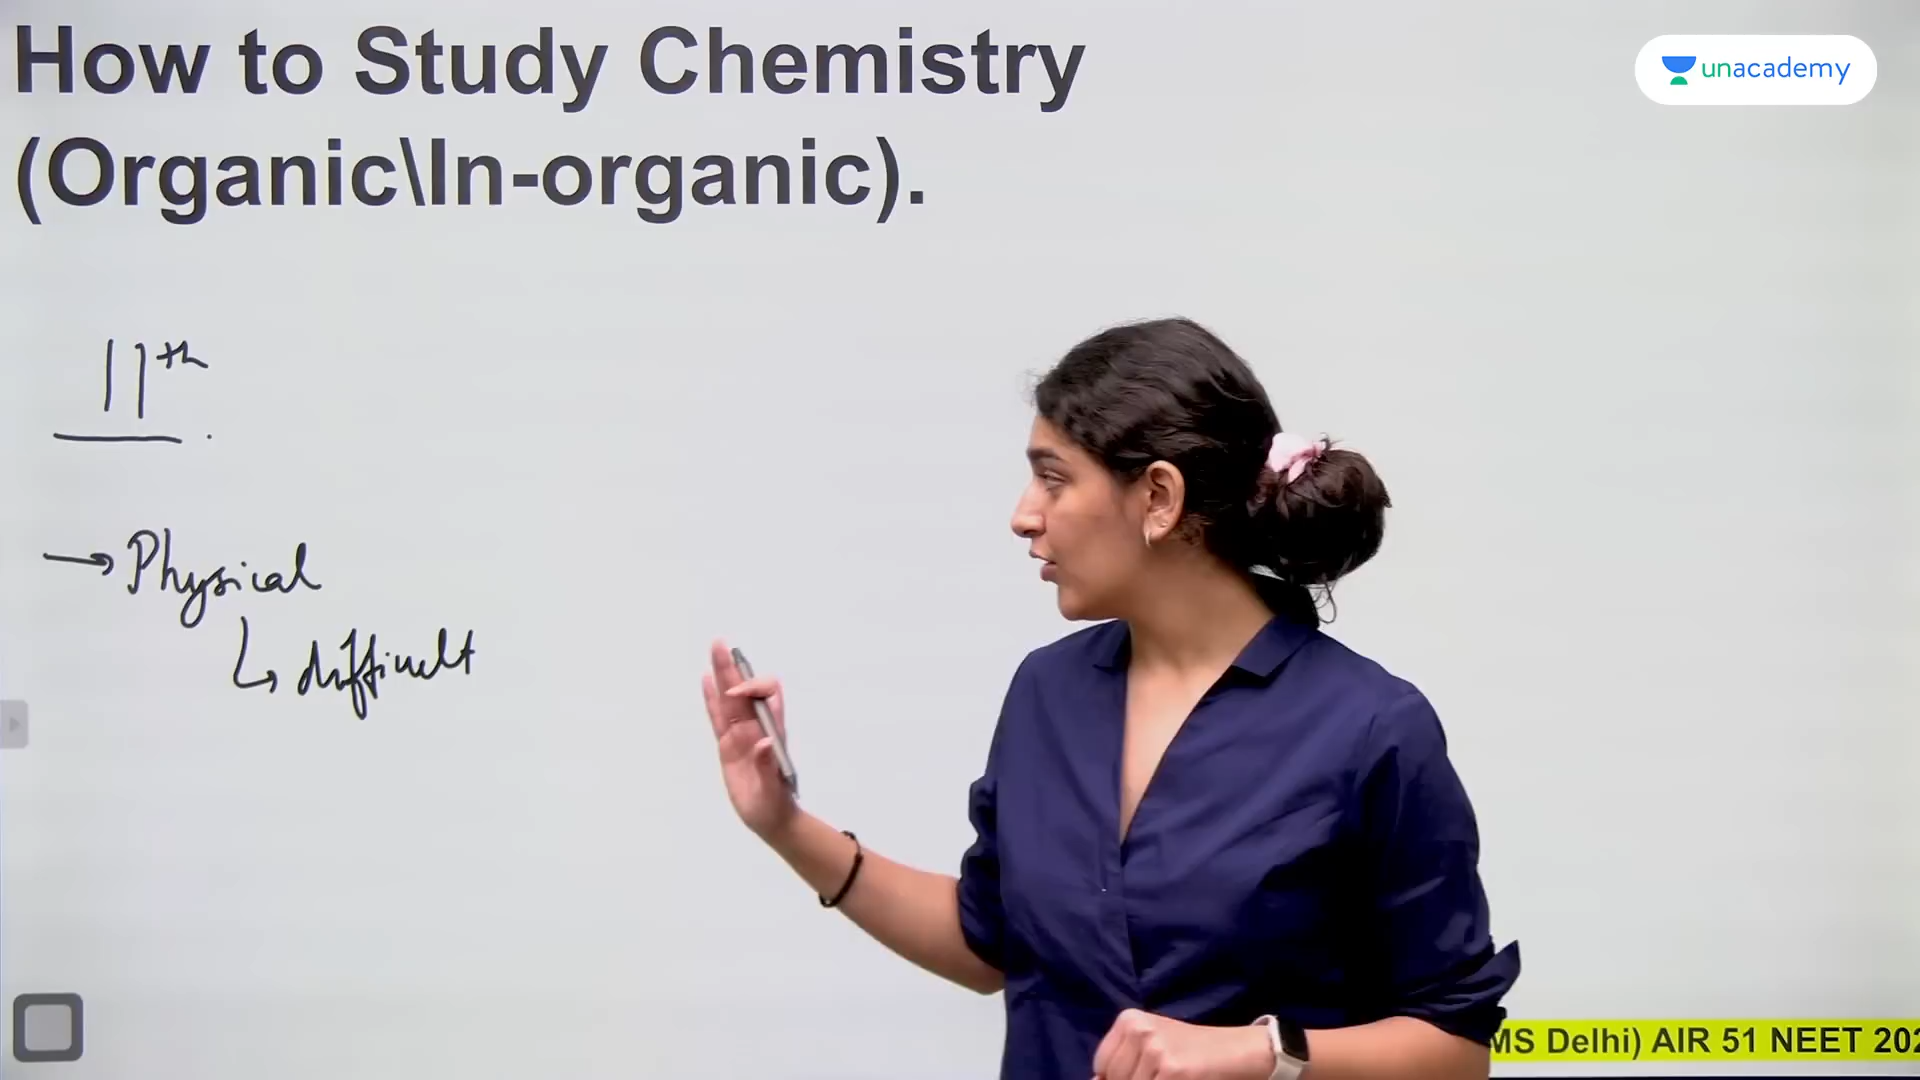 How to Study Chemistry
unacademy
(Organic\In-organic).
11th
→ Physical
↳ difficult
MS Delhi) AIR 51 NEET 202